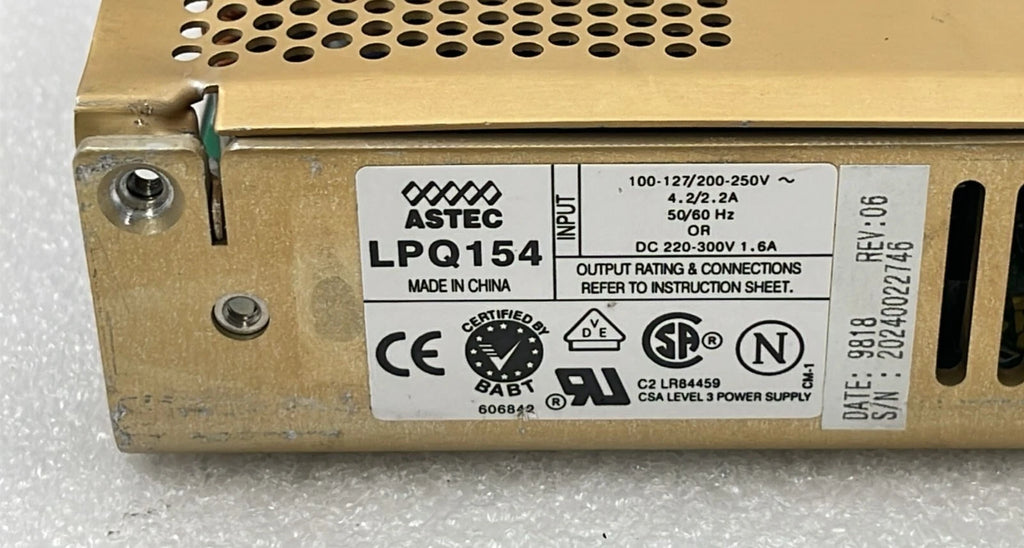 ASTEC
LPQ154
MADE IN CHINA
INPUT
100-127/200-250V ~
4.2/2.2A
50/60 Hz
OR
DC 220-300V 1.6A
OUTPUT RATING & CONNECTIONS
REFER TO INSTRUCTION SHEET.
CE
CERTIFIED BY
BABT
606842
VDE
RU®
SA®
C2 LR84459
CSA LEVEL 3 POWER SUPPLY
N
CM-1
DATE: 9818 REV:06
S/N : 20240022746